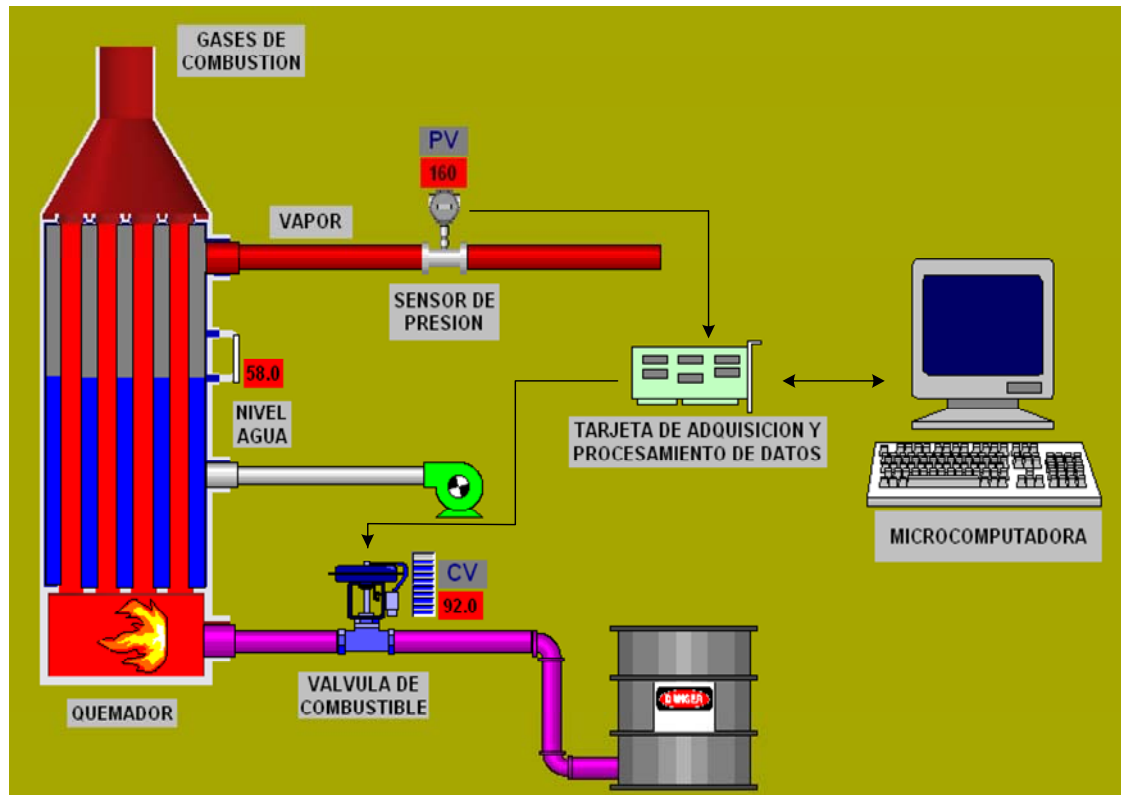 GASES DE
COMBUSTION
PV
160
VAPOR
SENSOR DE
PRESION
58.0
NIVEL
AGUA
TARJETA DE ADQUISICION Y
PROCESAMIENTO DE DATOS
MICROCOMPUTADORA
CV
92.0
VALVULA DE
COMBUSTIBLE
QUEMADOR
DANGER